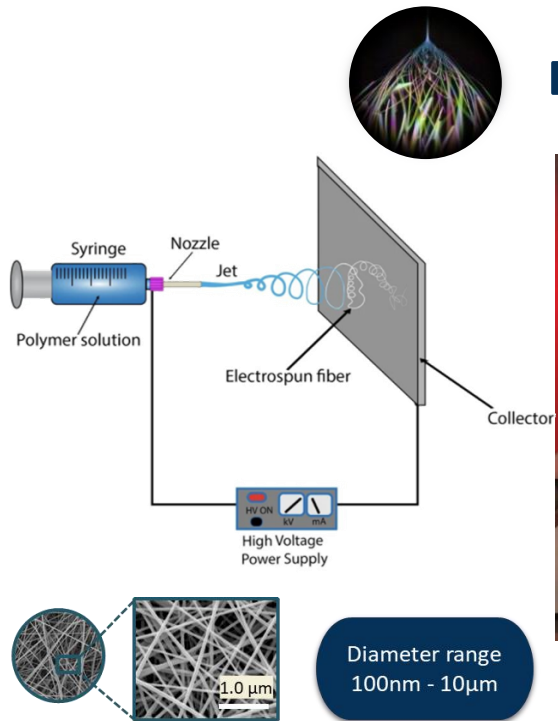 Syringe
Nozzle
Jet
Polymer solution
Electrospun fiber
Collector
HV ON
kV
mA
High Voltage
Power Supply
1.0 μm
Diameter range
100nm - 10μm